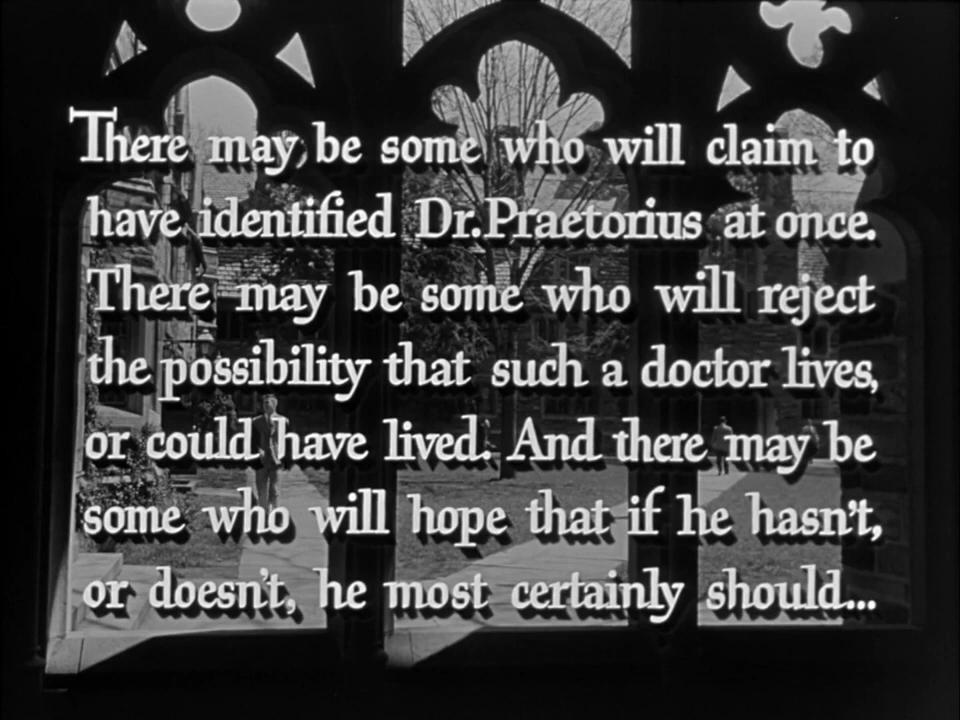 There may be some who will claim to
have identified Dr. Praetorius at once.
There may be some who will reject
the possibility that such a doctor lives,
or could have lived. And there may be
some who will hope that if he hasn't,
or doesn't, he most certainly should...